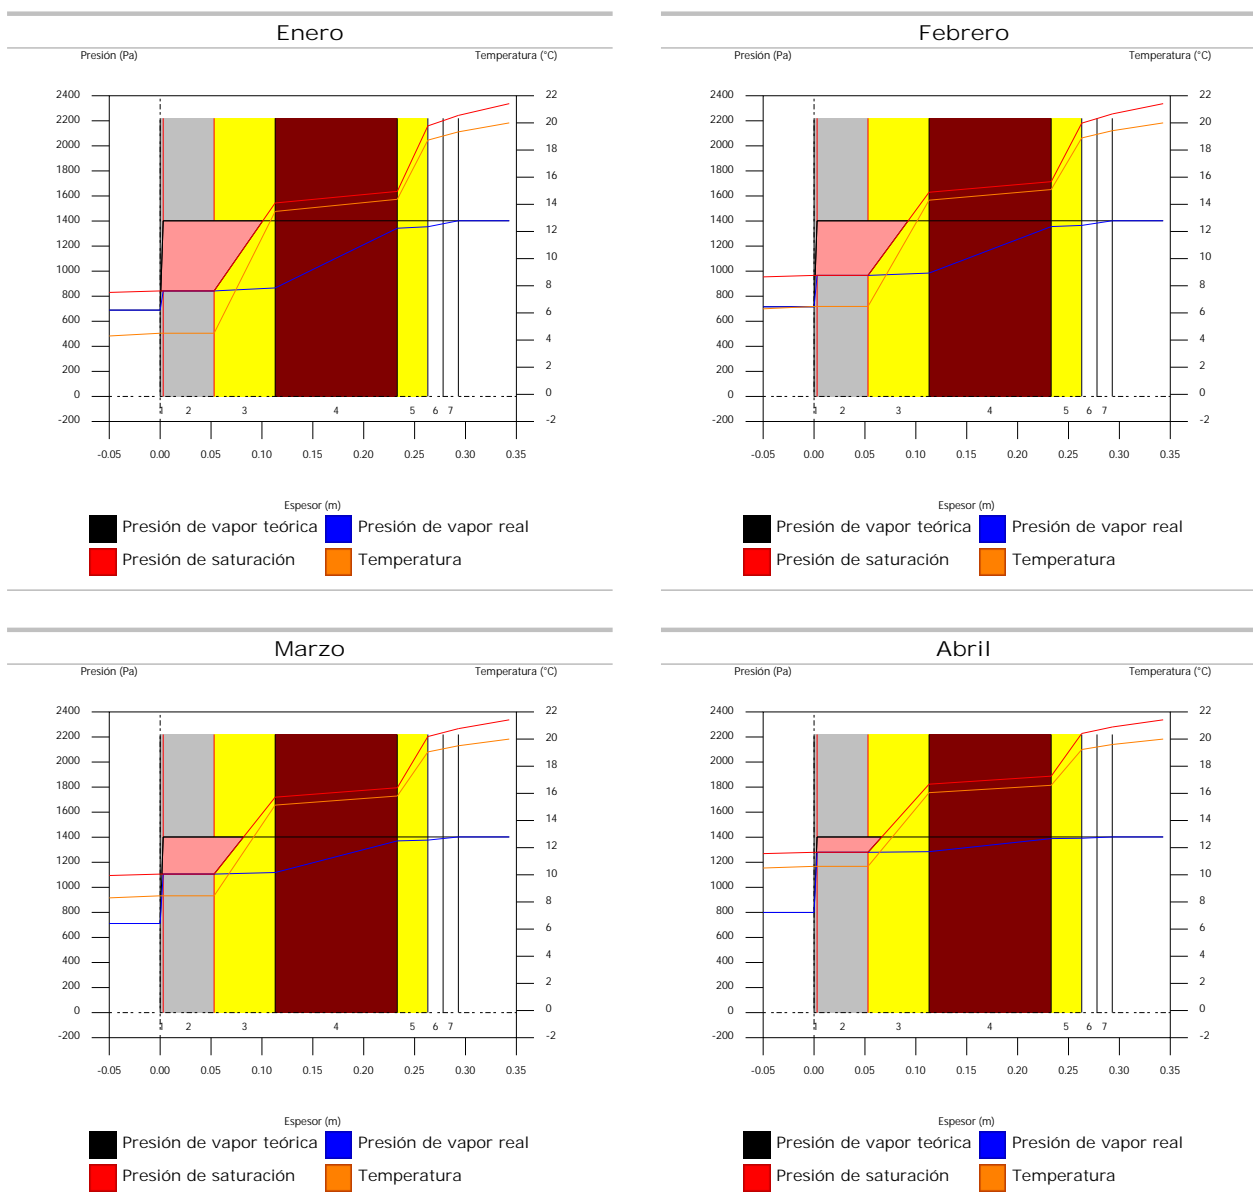 Enero
Presión (Pa) Temperatura (°C)
2400 22
2200 20
2000 18
1800 16
1600 14
1400 12
1200 10
1000 8
800 6
600 4
400 2
200 0
0 -2
-200
1 2 3 4 5 6 7
-0.05 0.00 0.05 0.10 0.15 0.20 0.25 0.30 0.35
Espesor (m)
Presión de vapor teórica Presión de vapor real
Presión de saturación Temperatura
Febrero
Presión (Pa) Temperatura (°C)
2400 22
2200 20
2000 18
1800 16
1600 14
1400 12
1200 10
1000 8
800 6
600 4
400 2
200 0
0 -2
-200
1 2 3 4 5 6 7
-0.05 0.00 0.05 0.10 0.15 0.20 0.25 0.30 0.35
Espesor (m)
Presión de vapor teórica Presión de vapor real
Presión de saturación Temperatura
Marzo
Presión (Pa) Temperatura (°C)
2400 22
2200 20
2000 18
1800 16
1600 14
1400 12
1200 10
1000 8
800 6
600 4
400 2
200 0
0 -2
-200
1 2 3 4 5 6 7
-0.05 0.00 0.05 0.10 0.15 0.20 0.25 0.30 0.35
Espesor (m)
Presión de vapor teórica Presión de vapor real
Presión de saturación Temperatura
Abril
Presión (Pa) Temperatura (°C)
2400 22
2200 20
2000 18
1800 16
1600 14
1400 12
1200 10
1000 8
800 6
600 4
400 2
200 0
0 -2
-200
1 2 3 4 5 6 7
-0.05 0.00 0.05 0.10 0.15 0.20 0.25 0.30 0.35
Espesor (m)
Presión de vapor teórica Presión de vapor real
Presión de saturación Temperatura